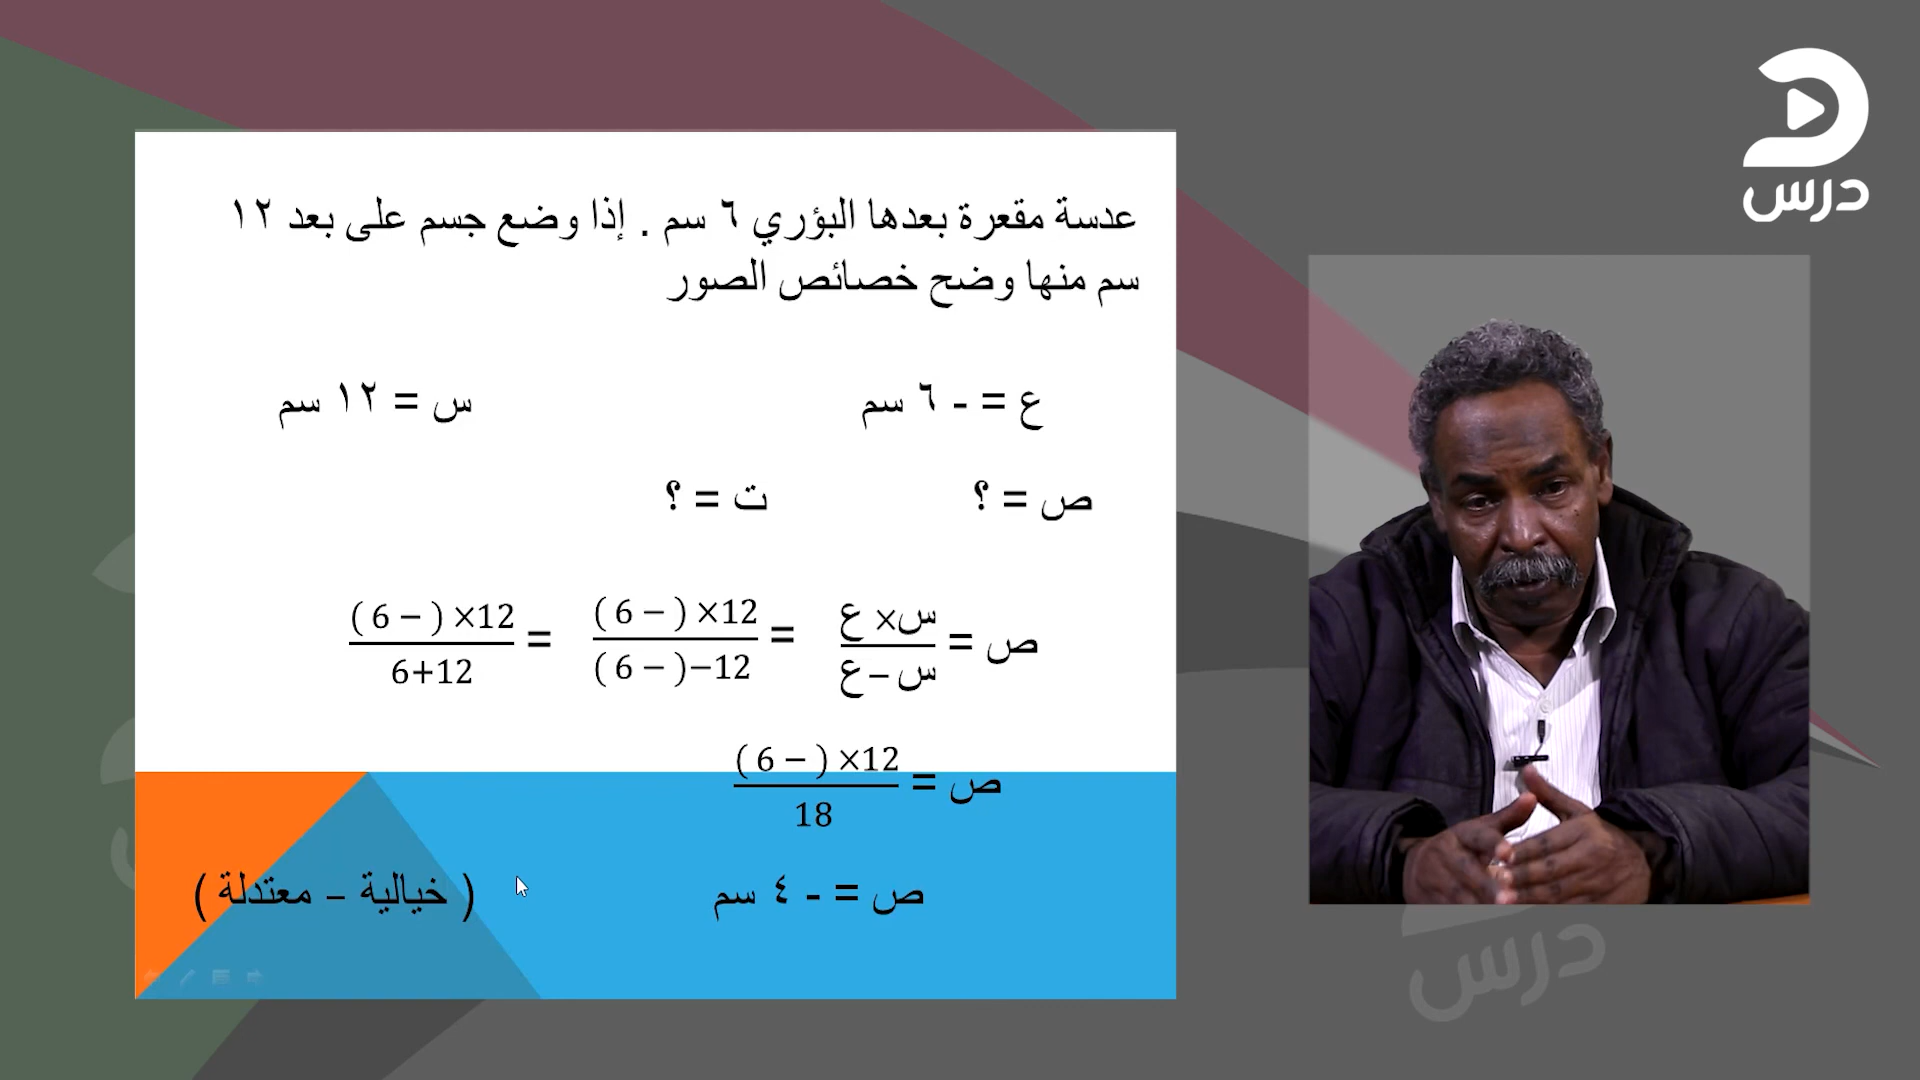 درس
عدسة مقعرة بعدها البؤري ٦ سم . إذا وضع جسم على بعد ١٢
سم منها وضح خصائص الصور
ع = - ٦ سم س = ١٢ سم
ص = ؟ ت = ؟
ص = س× ع / س – ع = 12× ( – 6 ) / 12–( – 6 ) = 12× ( – 6 ) / 12+6
ص = 12× ( – 6 ) / 18
ص = - ٤ سم ( خيالية – معتدلة )
درس